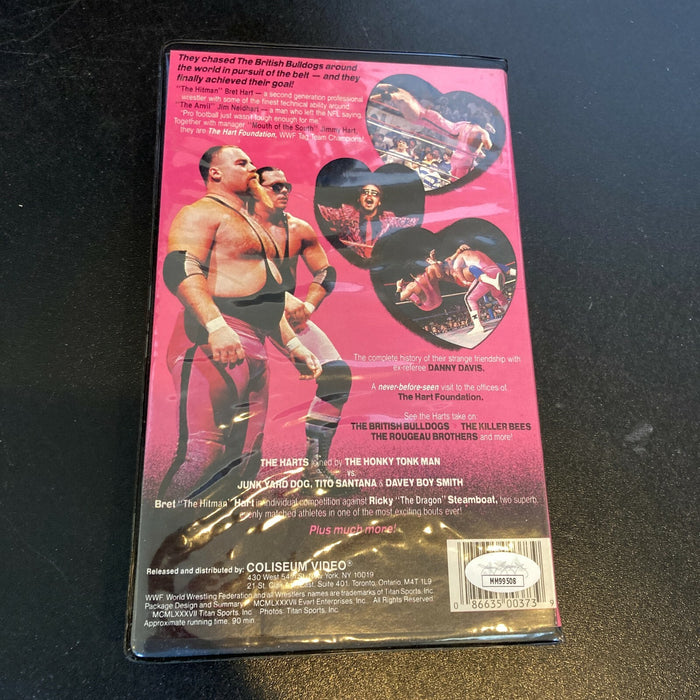 They chased The British Bulldogs around
the world in pursuit of the belt — and they
finally achieved their goal!
"The Hitman" Bret Hart — a second generation professional
wrestler with some of the finest technical ability around
"The Anvil" Jim Neidhart — a man who left the NFL saying,
"Pro football just wasn't tough enough for me"
Together with manager "Mouth of the South" Jimmy Hart,
they are The Hart Foundation, WWF Tag Team Champions!
The complete history of their strange friendship with
ex-referee DANNY DAVIS.
A never-before-seen visit to the offices of
The Hart Foundation.
See the Harts take on:
THE BRITISH BULLDOGS THE KILLER BEES
THE ROUGEAU BROTHERS and more!
THE HARTS joined by THE HONKY TONK MAN
vs.
JUNK YARD DOG, TITO SANTANA & DAVEY BOY SMITH
Bret "The Hitman" Hart in individual competition against Ricky "The Dragon" Steamboat, two superb,
evenly matched athletes in one of the most exciting bouts ever!
Plus much more!
Released and distributed by: COLISEUM VIDEO®
430 West 54th St., New York, NY 10019
21 St. Clair Ave. East, Suite 401, Toronto, Ontario, M4T 1L9
WWF, World Wrestling Federation and all Wrestlers' names are trademarks of Titan Sports, Inc.
Package Design and Summary MCMLXXXVII Evart Enterprises, Inc. All Rights Reserved.
MCMLXXXVII Titan Sports, Inc. Photos: Titan Sports, Inc.
Approximate running time: 90 min.
MM99508
0 86635 00373 9